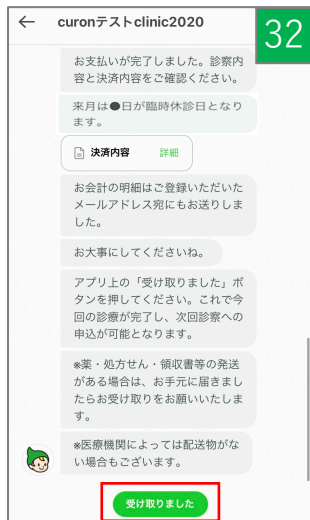 ← curonテストclinic2020
32
お支払いが完了しました。診察内
容と決済内容をご確認ください。
来月は●日が臨時休診日となり
ます。
決済内容 詳細
お会計の明細はご登録いただいた
メールアドレス宛にもお送りしま
した。
お大事にしてくださいね。
アプリ上の「受け取りました」ボ
タンを押してください。これで今
回の診療が完了し、次回診察への
申込が可能となります。
※薬・処方せん・領収書等の発送
がある場合は、お手元に届きまし
たらお受け取りをお願いいたしま
す。
※医療機関によっては配送物がな
い場合もございます。
受け取りました